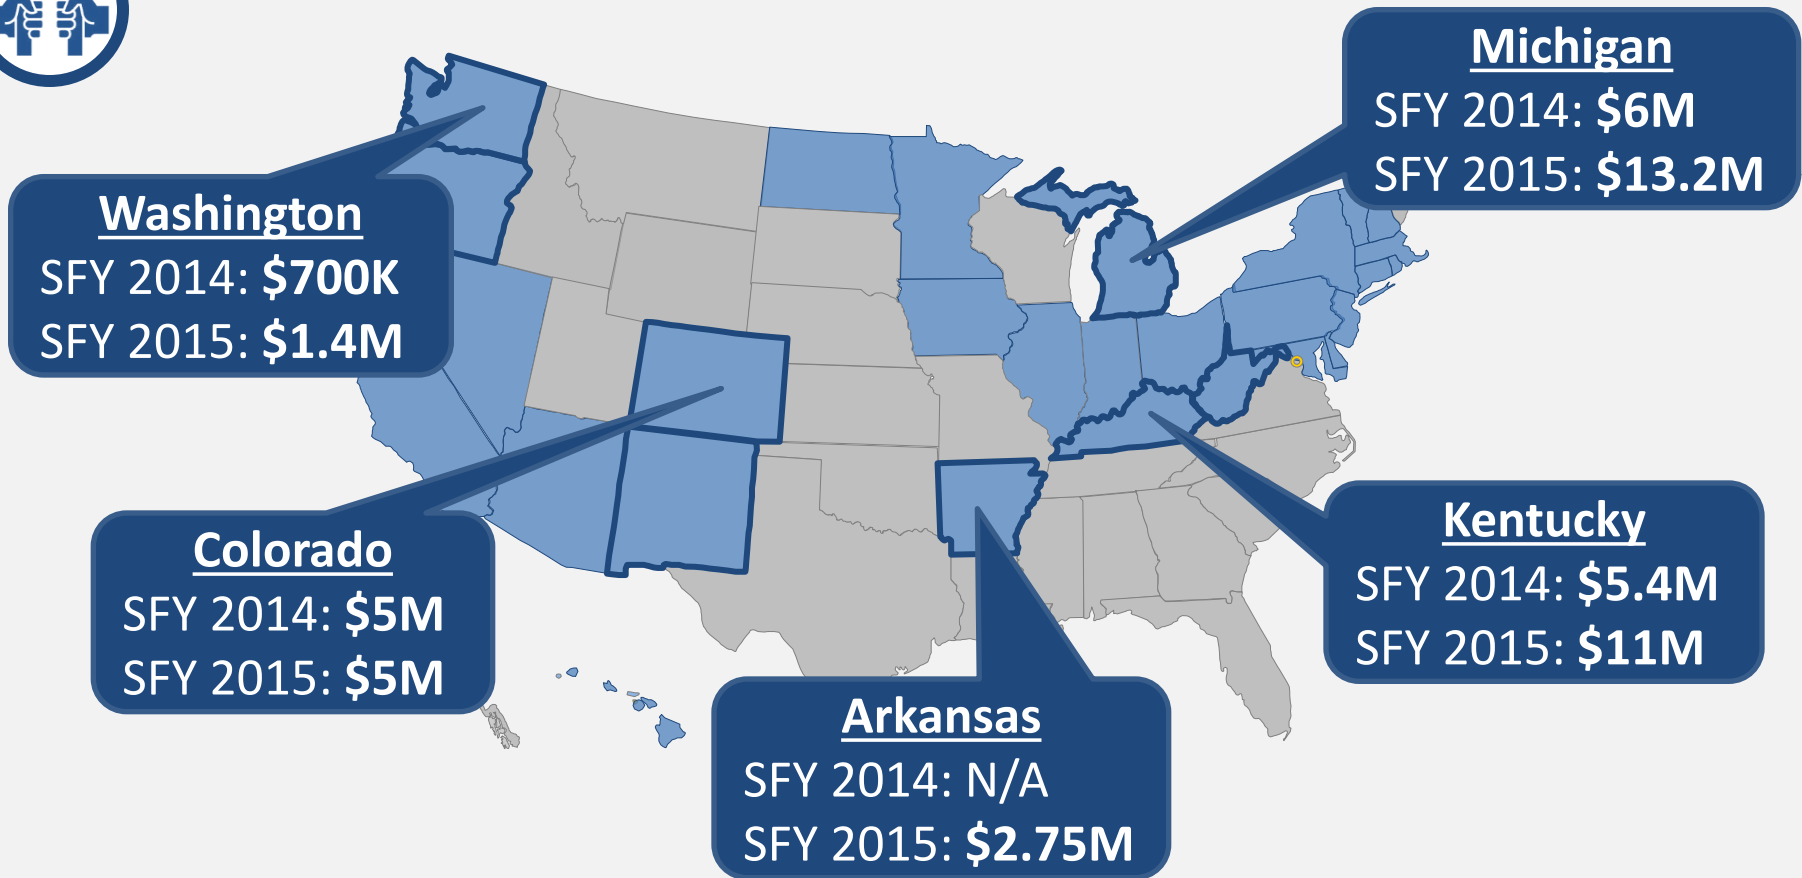 Michigan
SFY 2014: $6M
SFY 2015: $13.2M
Washington
SFY 2014: $700K
SFY 2015: $1.4M
Colorado
SFY 2014: $5M
SFY 2015: $5M
Kentucky
SFY 2014: $5.4M
SFY 2015: $11M
Arkansas
SFY 2014: N/A
SFY 2015: $2.75M